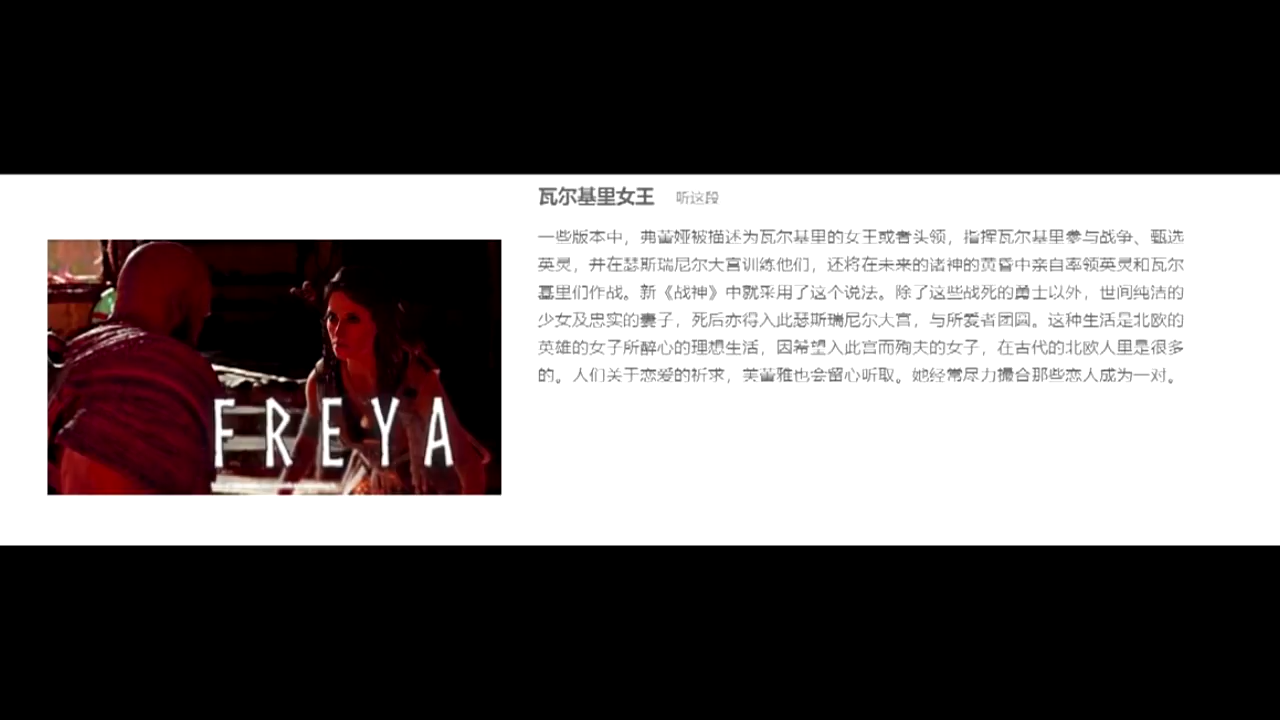 瓦尔基里女王 听这段
一些版本中，弗蕾娅被描述为瓦尔基里的女王或者头领，指挥瓦尔基里参与战争、甄选
英灵，并在瑟斯瑞尼尔大宫训练他们，还将在未来的诸神的黄昏中亲自率领英灵和瓦尔
基里们作战。新《战神》中就采用了这个说法。除了这些战死的勇士以外，世间纯洁的
少女及忠实的妻子，死后亦得入此瑟斯瑞尼尔大宫，与所爱者团圆。这种生活是北欧的
英雄的女子所醉心的理想生活，因希望入此宫而殉夫的女子，在古代的北欧人里是很多
的。人们关于恋爱的祈求，芙蕾雅也会留心听取。她经常尽力撮合那些恋人成为一对。
FREYA